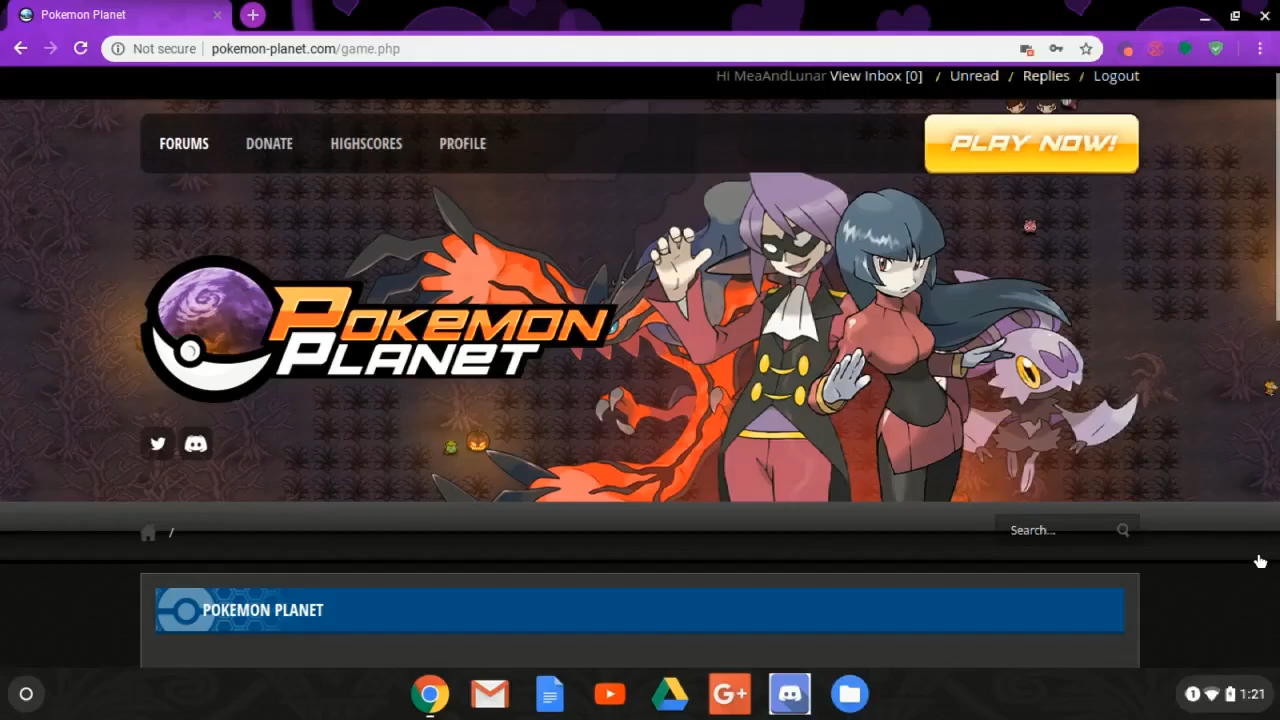 Pokemon Planet
Not secure | pokemon-planet.com/game.php
Hi MeaAndLunar View Inbox [0] / Unread / Replies / Logout
FORUMS DONATE HIGHSCORES PROFILE PLAY NOW!
POKEMON
PLANET
/ Search...
POKEMON PLANET
G+ 1 1:21